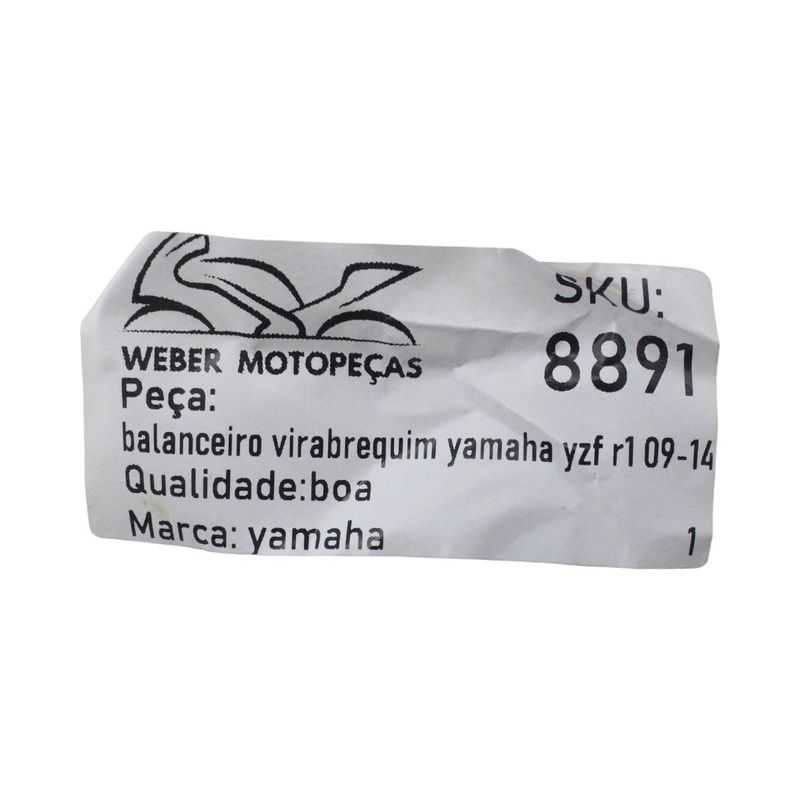 WEBER MOTOPEÇAS
SKU:
8891
Peça:
balanceiro virabrequim yamaha yzf r1 09-14
Qualidade:boa
Marca: yamaha
1